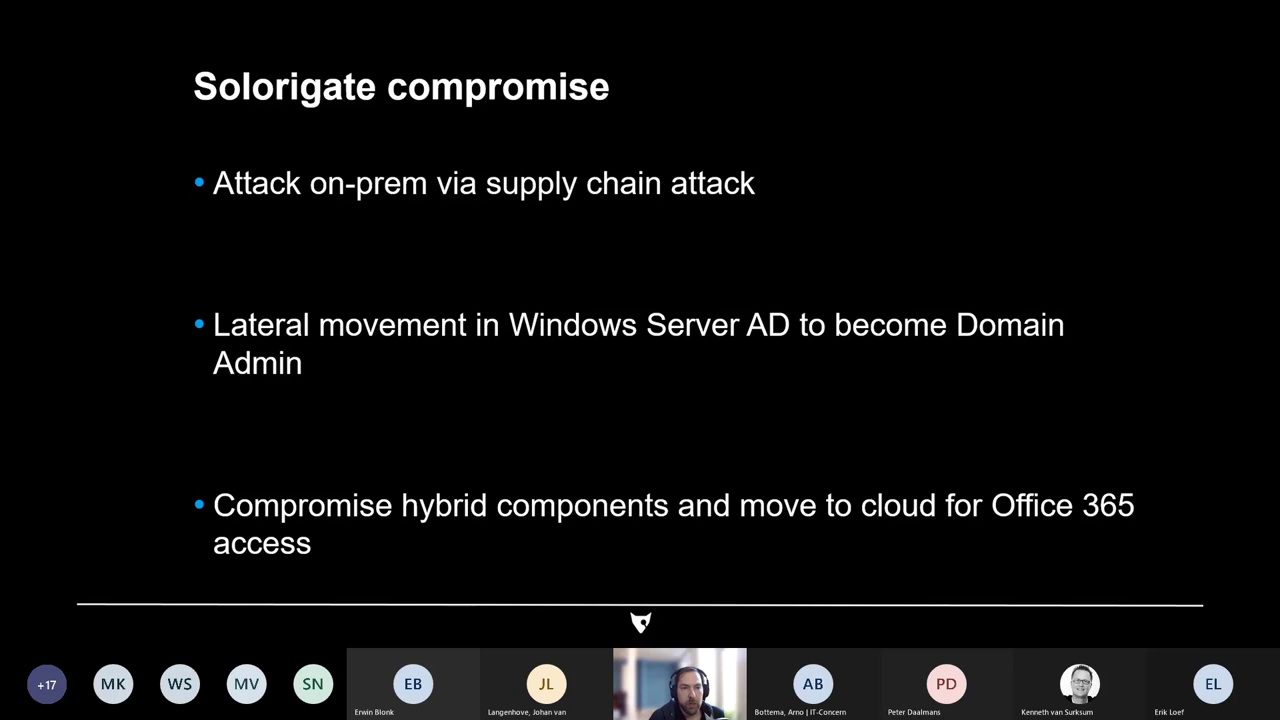 Solorigate compromise
• Attack on-prem via supply chain attack
• Lateral movement in Windows Server AD to become Domain
Admin
• Compromise hybrid components and move to cloud for Office 365
access
+17
MK
WS
MV
SN
EB
JL
AB
PD
EL
Erwin Blonk
Langenhove, Johan van
Bottema, Arno | IT-Concern
Peter Daalmans
Kenneth van Surksum
Erik Loef